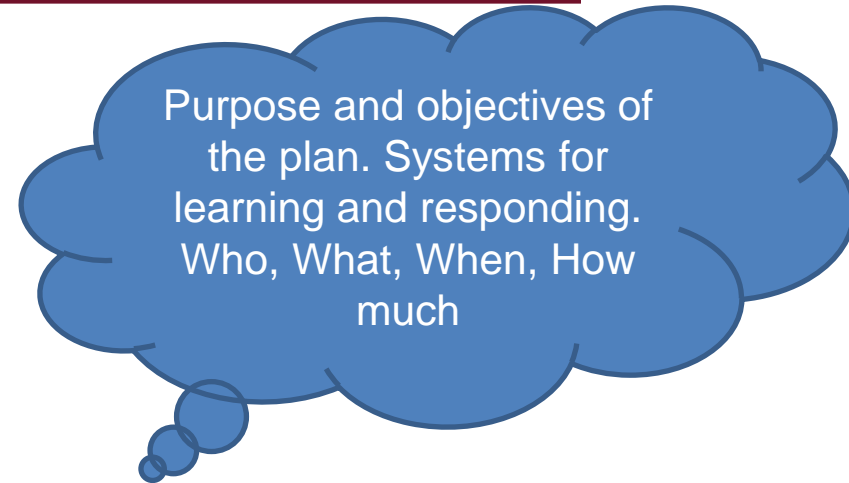 Purpose and objectives of
the plan. Systems for
learning and responding.
Who, What, When, How
much